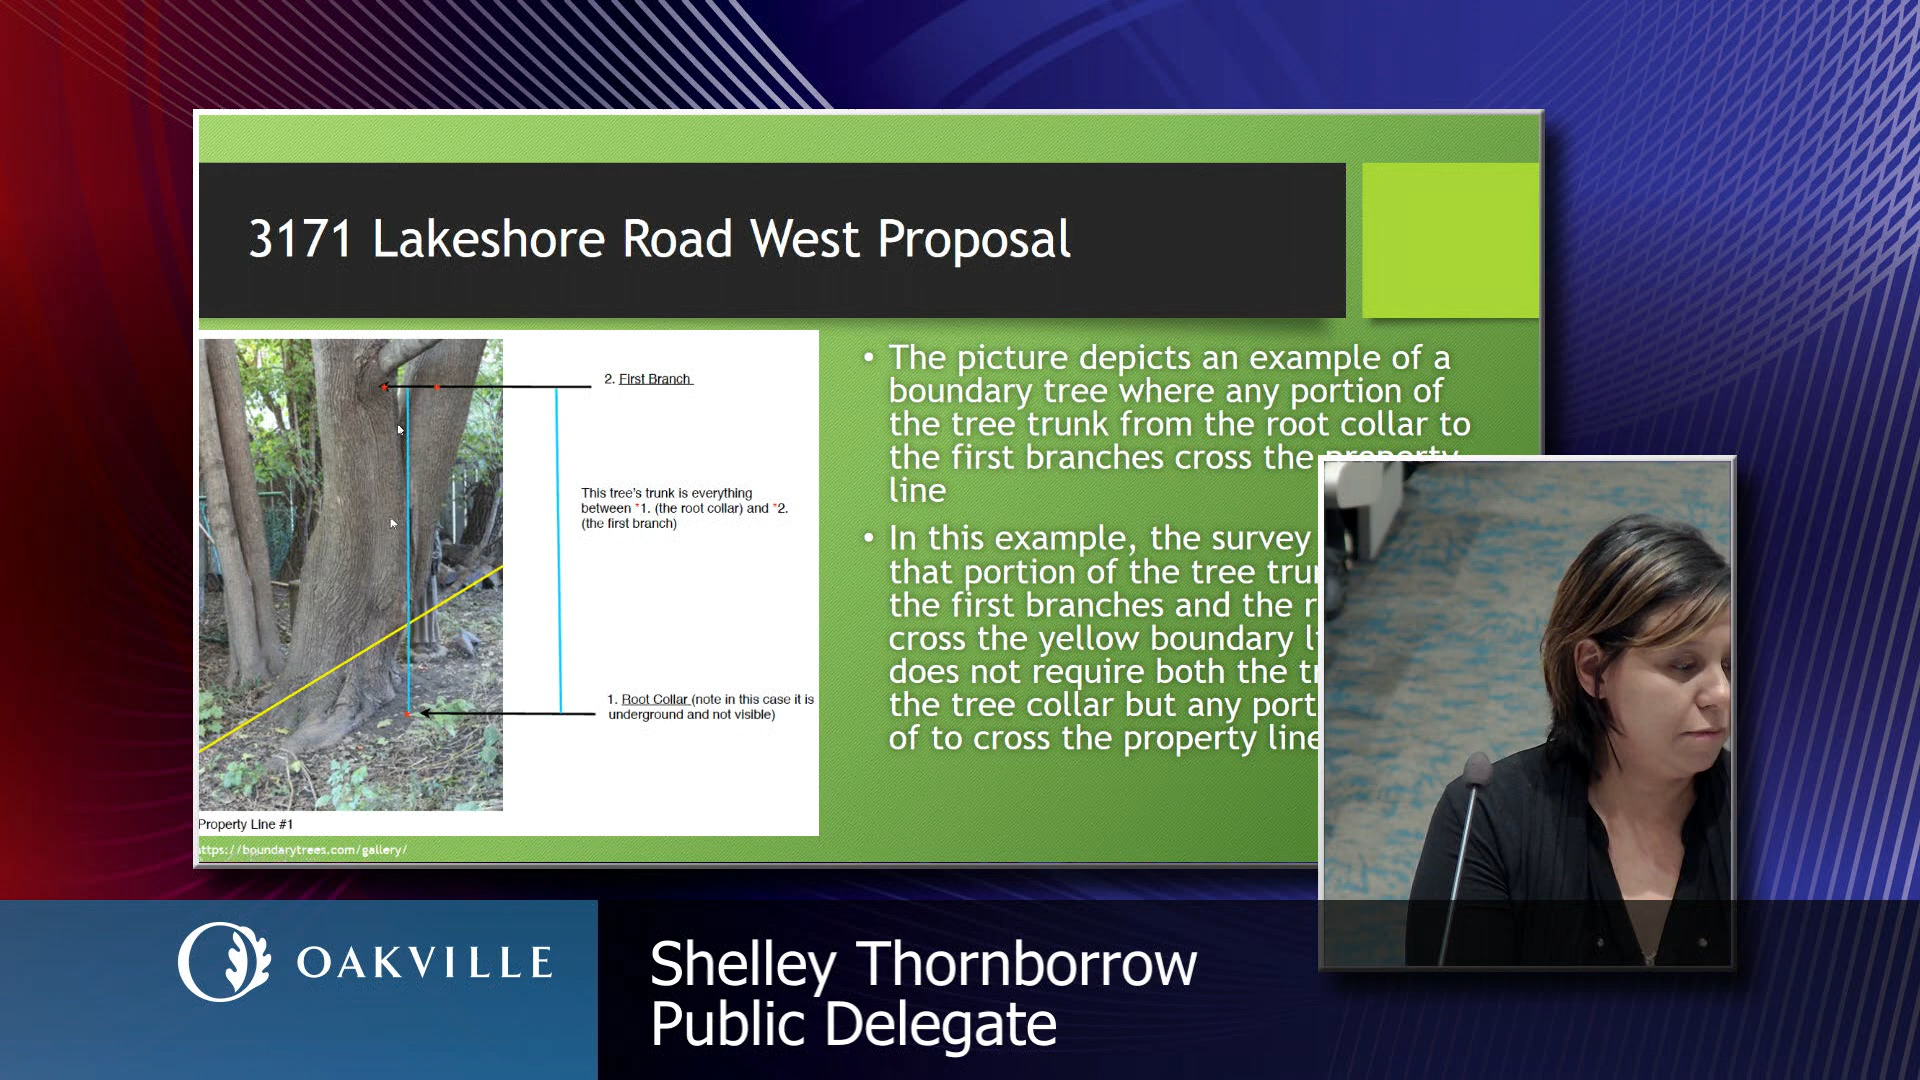 3171 Lakeshore Road West Proposal
2. First Branch
This tree's trunk is everything
between *1. (the root collar) and *2.
(the first branch)
1. Root Collar (note in this case it is
underground and not visible)
Property Line #1
ttps://boundarytrees.com/gallery/
• The picture depicts an example of a
boundary tree where any portion of
the tree trunk from the root collar to
the first branches cross the property
line
• In this example, the survey
that portion of the tree
the first branches and the
cross the yellow boundary
does not require both the
the tree collar but any
of to cross the property line
OAKVILLE
Shelley Thornborrow
Public Delegate